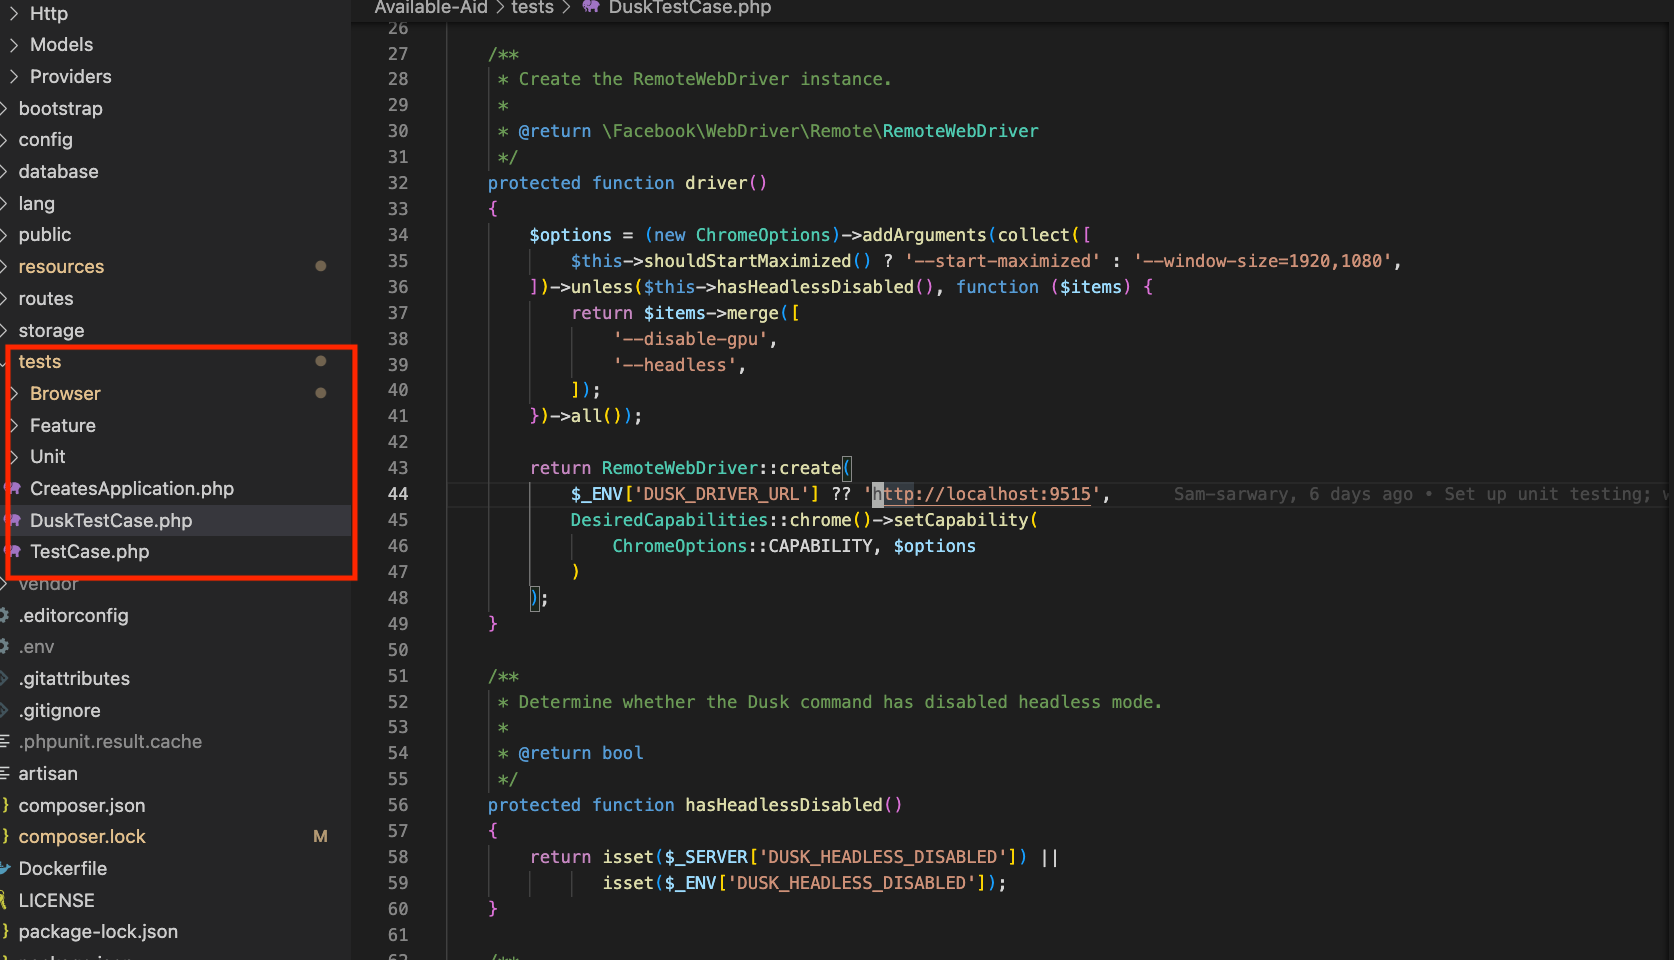 Http
Models
Providers
bootstrap
config
database
lang
public
resources
routes
storage
tests
Browser
Feature
Unit
CreatesApplication.php
DuskTestCase.php
TestCase.php
vendor
.editorconfig
.env
.gitattributes
.gitignore
.phpunit.result.cache
artisan
composer.json
composer.lock M
Dockerfile
LICENSE
package-lock.json
Available-Aid > tests > DuskTestCase.php
26
27 /**
28 * Create the RemoteWebDriver instance.
29 *
30 * @return \Facebook\WebDriver\Remote\RemoteWebDriver
31 */
32 protected function driver()
33 {
34 $options = (new ChromeOptions)->addArguments(collect([
35 $this->shouldStartMaximized() ? '--start-maximized' : '--window-size=1920,1080',
36 ])->unless($this->hasHeadlessDisabled(), function ($items) {
37 return $items->merge([
38 '--disable-gpu',
39 '--headless',
40 ]);
41 })->all());
42
43 return RemoteWebDriver::create(
44 $_ENV['DUSK_DRIVER_URL'] ?? 'http://localhost:9515', Sam-sarwary, 6 days ago • Set up unit testing; w
45 DesiredCapabilities::chrome()->setCapability(
46 ChromeOptions::CAPABILITY, $options
47 )
48 );
49 }
50
51 /**
52 * Determine whether the Dusk command has disabled headless mode.
53 *
54 * @return bool
55 */
56 protected function hasHeadlessDisabled()
57 {
58 return isset($_SERVER['DUSK_HEADLESS_DISABLED']) ||
59 isset($_ENV['DUSK_HEADLESS_DISABLED']);
60 }
61
62 /**